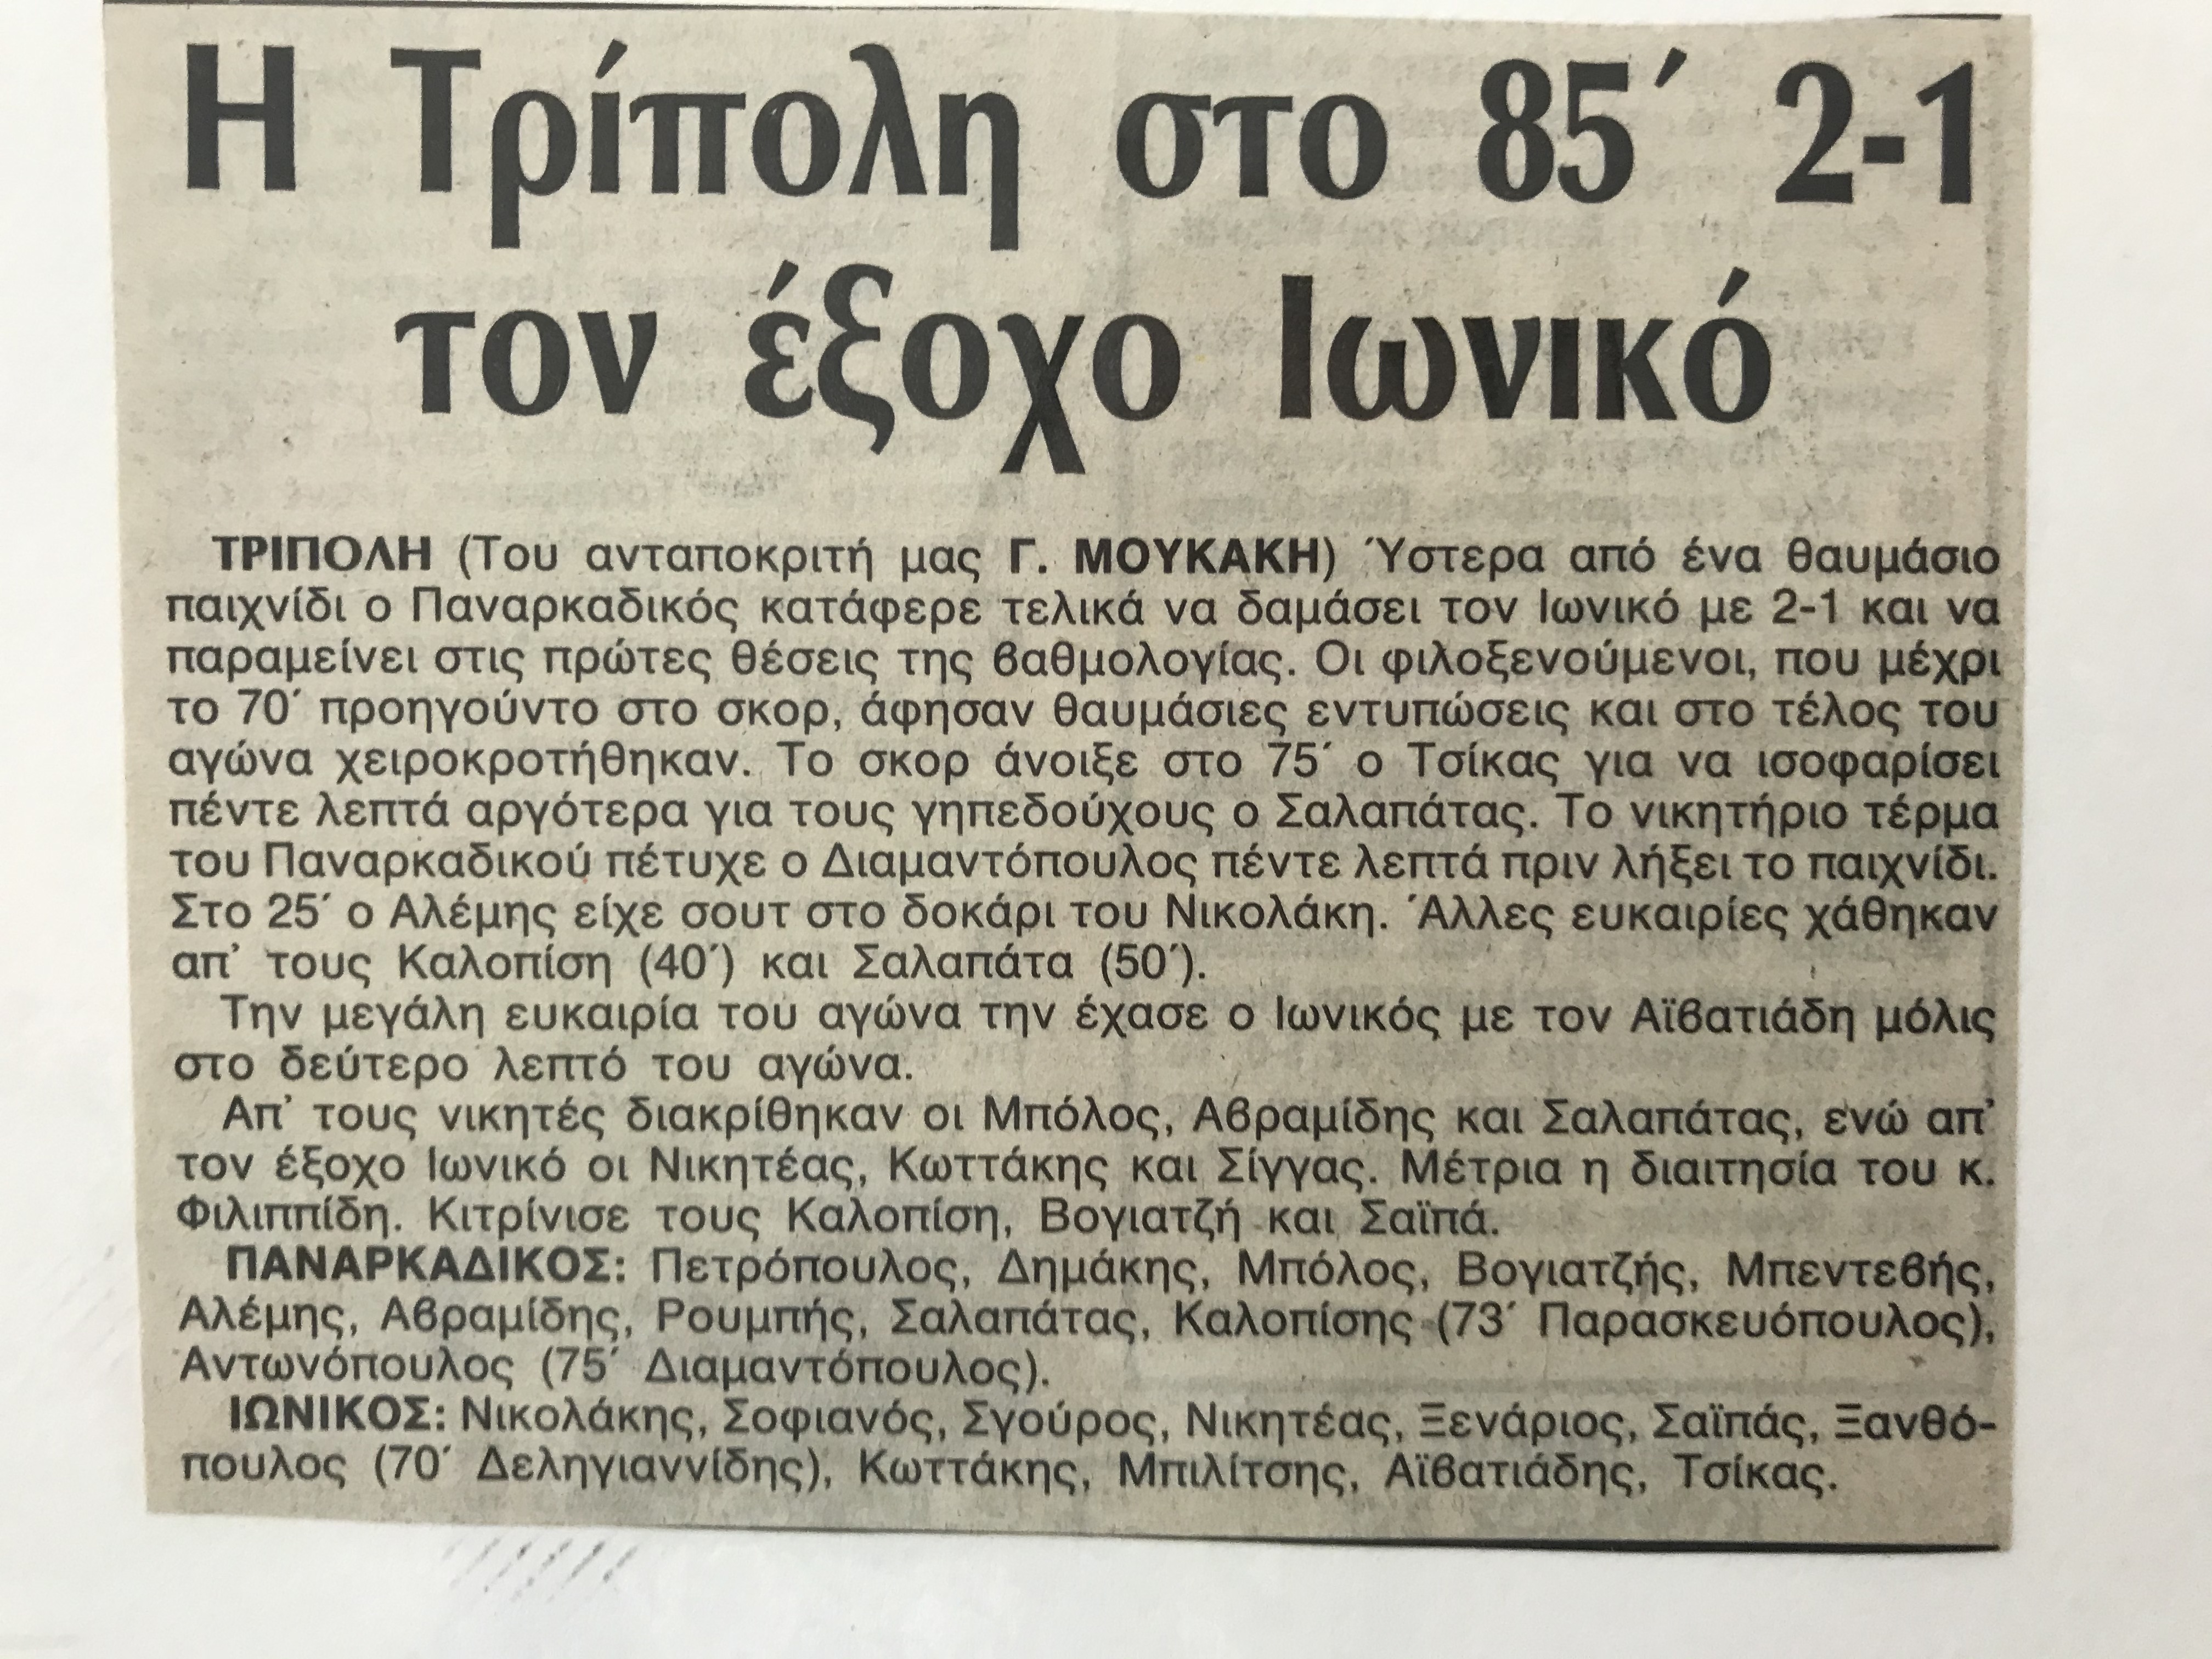 Η Τρίπολη στο 85΄ 2-1
τον έξοχο Ιωνικό
ΤΡΙΠΟΛΗ (Του ανταποκριτή μας Γ. ΜΟΥΚΑΚΗ) Ύστερα από ένα θαυμάσιο
παιχνίδι ο Παναρκαδικός κατάφερε τελικά να δαμάσει τον Ιωνικό με 2-1 και να
παραμείνει στις πρώτες θέσεις της βαθμολογίας. Οι φιλοξενούμενοι, που μέχρι
το 70΄ προηγούντο στο σκορ, άφησαν θαυμάσιες εντυπώσεις και στο τέλος του
αγώνα χειροκροτήθηκαν. Το σκορ άνοιξε στο 75΄ ο Τσίκας για να ισοφαρίσει
πέντε λεπτά αργότερα για τους γηπεδούχους ο Σαλαπάτας. Το νικητήριο τέρμα
του Παναρκαδικού πέτυχε ο Διαμαντόπουλος πέντε λεπτά πριν λήξει το παιχνίδι.
Στο 25΄ ο Αλέμης είχε σουτ στο δοκάρι του Νικολάκη. Άλλες ευκαιρίες χάθηκαν
απ' τους Καλοπίση (40΄) και Σαλαπάτα (50΄).
Την μεγάλη ευκαιρία του αγώνα την έχασε ο Ιωνικός με τον Αϊβατιάδη μόλις
στο δεύτερο λεπτό του αγώνα.
Απ' τους νικητές διακρίθηκαν οι Μπόλος, Αβραμίδης και Σαλαπάτας, ενώ απ'
τον έξοχο Ιωνικό οι Νικητέας, Κωττάκης και Σίγγας. Μέτρια η διαιτησία του κ.
Φιλιππίδη. Κιτρίνισε τους Καλοπίση, Βογιατζή και Σαϊπά.
ΠΑΝΑΡΚΑΔΙΚΟΣ: Πετρόπουλος, Δημάκης, Μπόλος, Βογιατζής, Μπεντεβής,
Αλέμης, Αβραμίδης, Ρουμπής, Σαλαπάτας, Καλοπίσης (73΄ Παρασκευόπουλος),
Αντωνόπουλος (75΄ Διαμαντόπουλος).
ΙΩΝΙΚΟΣ: Νικολάκης, Σοφιανός, Σγούρος, Νικητέας, Ξενάριος, Σαϊπάς, Ξανθό-
πουλος (70΄ Δεληγιαννίδης), Κωττάκης, Μπιλίτσης, Αϊβατιάδης, Τσίκας.